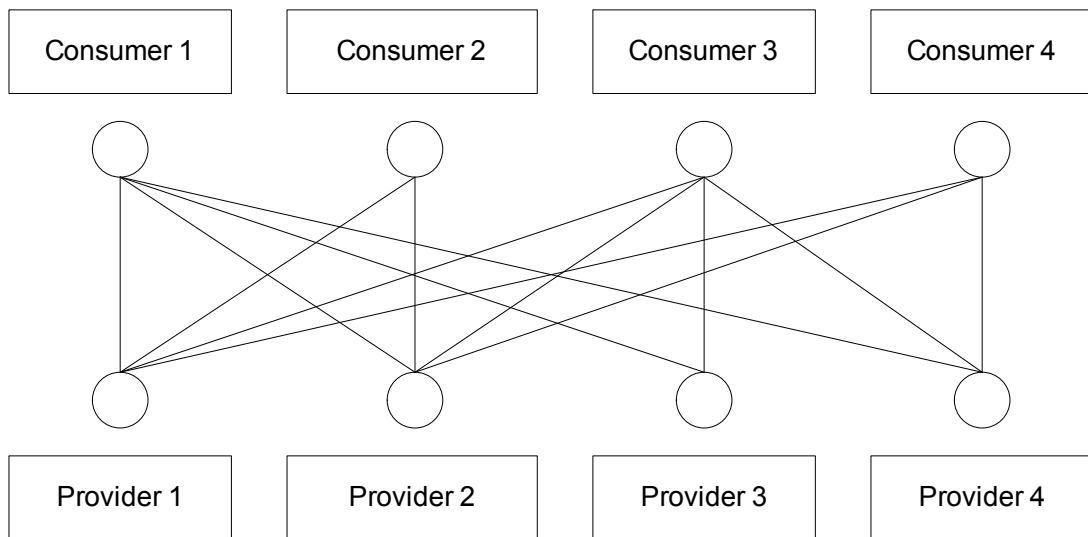 Consumer 1
Consumer 2
Consumer 3
Consumer 4
Provider 1
Provider 2
Provider 3
Provider 4